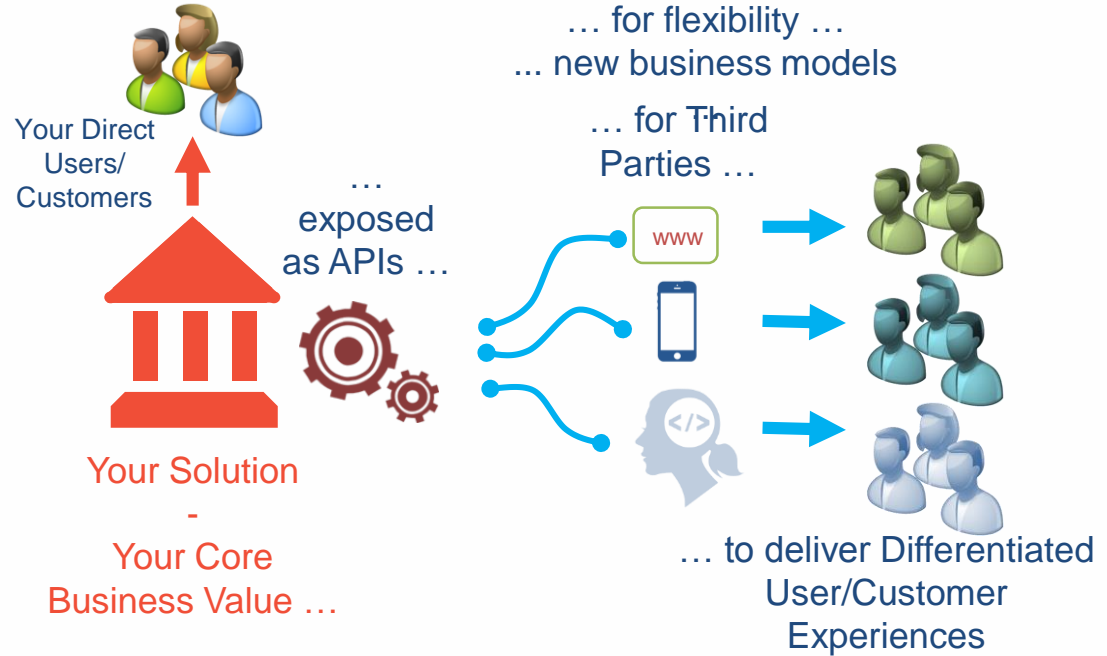 … for flexibility …
... new business models
…
… for Third
Parties …
Your Direct
Users/
Customers
…
exposed
as APIs …
www
</>
Your Solution
-
Your Core
Business Value …
… to deliver Differentiated
User/Customer
Experiences